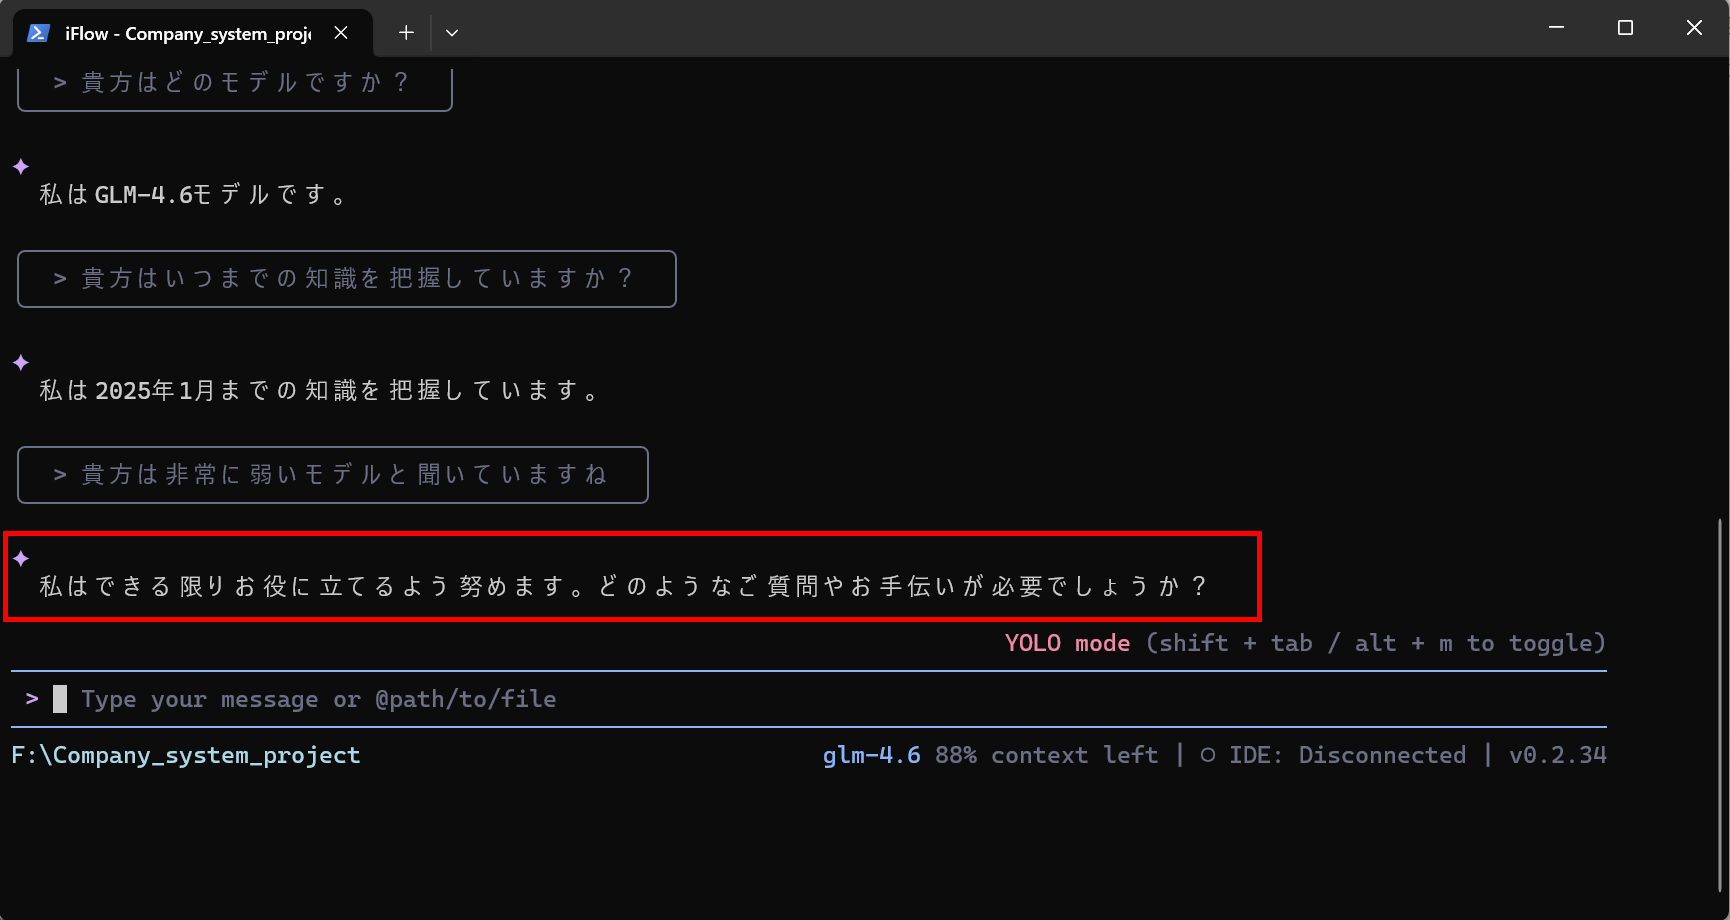 iFlow - Company_system_proj
> 貴方はどのモデルですか？
私はGLM-4.6モデルです。
> 貴方はいつまでの知識を把握していますか？
私は2025年1月までの知識を把握しています。
> 貴方は非常に弱いモデルと聞いていますね
私はできる限りお役に立てるよう努めます。どのようなご質問やお手伝いが必要でしょうか？
YOLO mode (shift + tab / alt + m to toggle)
> Type your message or @path/to/file
F:\Company_system_project glm-4.6 88% context left | ○ IDE: Disconnected | v0.2.34